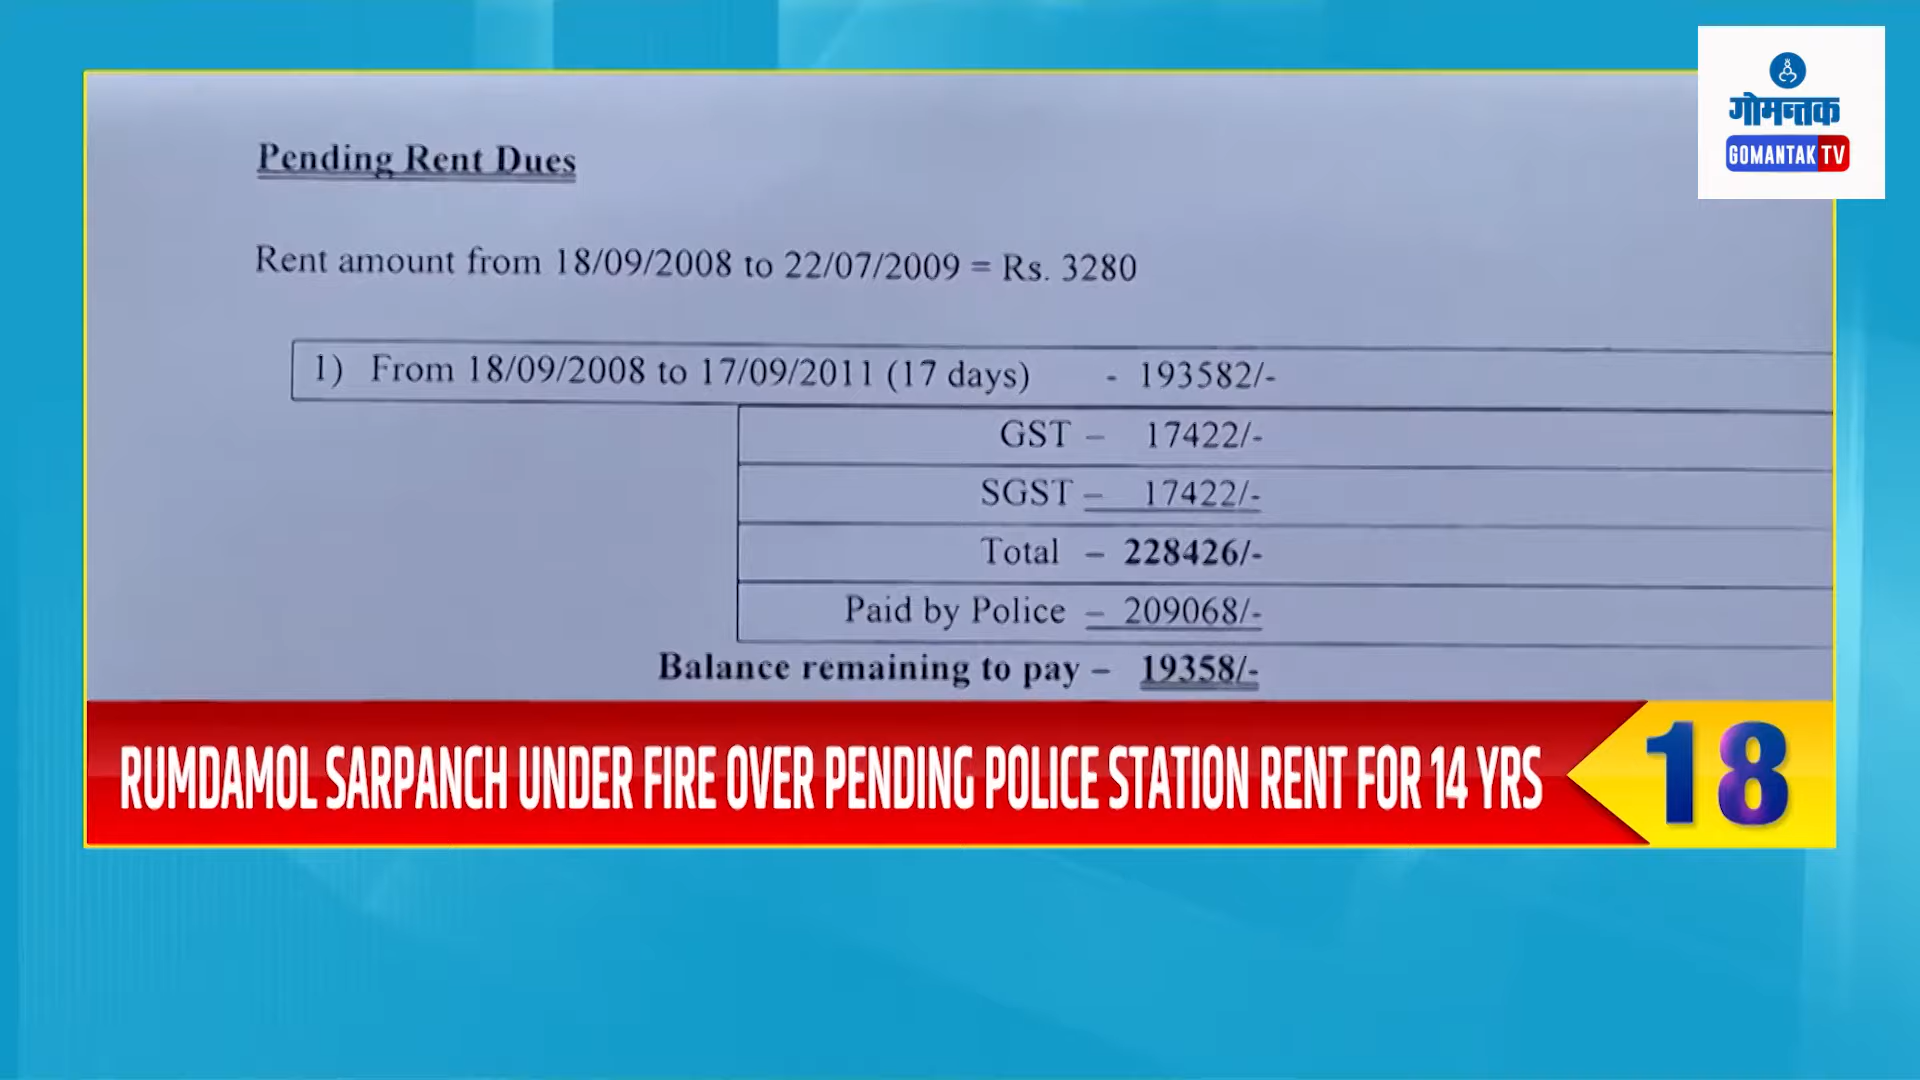 गोमन्तक
GOMANTAK TV
Pending Rent Dues
Rent amount from 18/09/2008 to 22/07/2009 = Rs. 3280
1) From 18/09/2008 to 17/09/2011 (17 days) - 193582/-
GST – 17422/-
SGST – 17422/-
Total – 228426/-
Paid by Police – 209068/-
Balance remaining to pay – 19358/-
RUMDAMOL SARPANCH UNDER FIRE OVER PENDING POLICE STATION RENT FOR 14 YRS
18